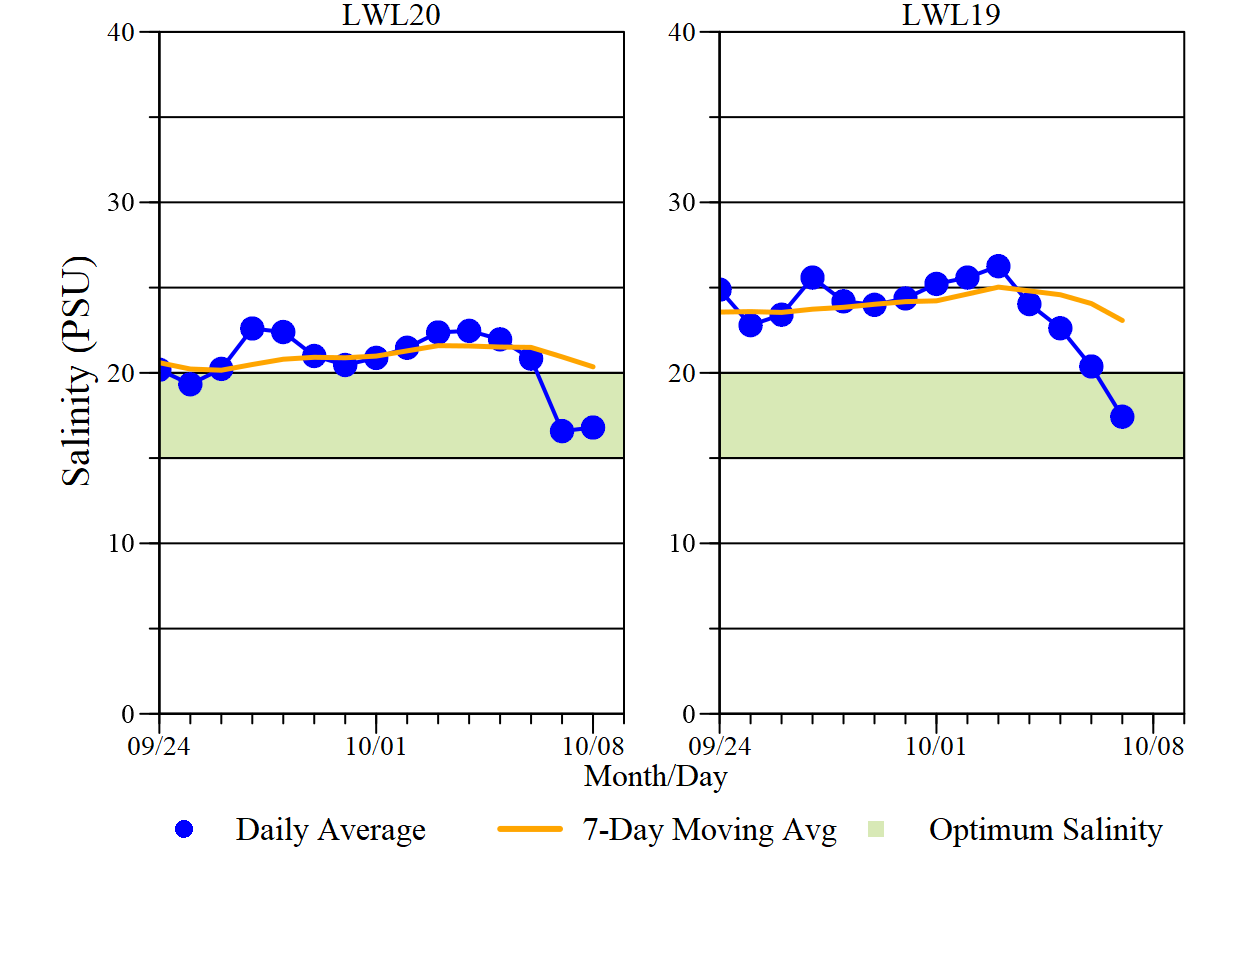 LWL20 LWL19
40 40
30 30
20 20
10 10
0 0
Salinity (PSU)
09/24 10/01 10/08 09/24 10/01 10/08
Month/Day
Daily Average 7-Day Moving Avg Optimum Salinity